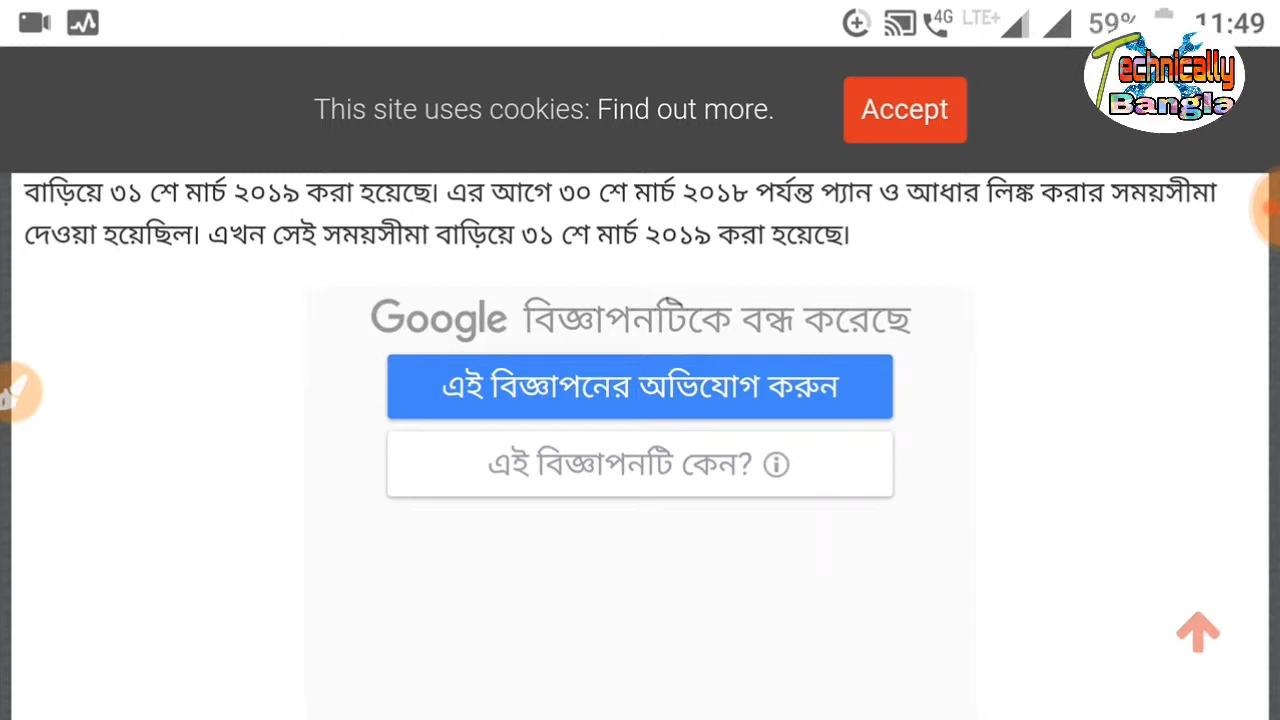 4G LTE+ 59% 11:49
Technically
Bangla
This site uses cookies: Find out more.
Accept
বাড়িয়ে ৩১ শে মার্চ ২০১৯ করা হয়েছে। এর আগে ৩০ শে মার্চ ২০১৮ পর্যন্ত প্যান ও আধার লিঙ্ক করার সময়সীমা
দেওয়া হয়েছিল। এখন সেই সময়সীমা বাড়িয়ে ৩১ শে মার্চ ২০১৯ করা হয়েছে।
Google বিজ্ঞাপনটিকে বন্ধ করেছে
এই বিজ্ঞাপনের অভিযোগ করুন
এই বিজ্ঞাপনটি কেন?